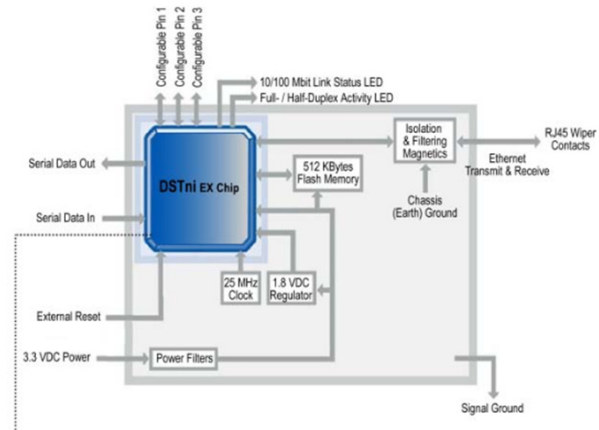 Configurable Pin 1
Configurable Pin 2
Configurable Pin 3
10/100 Mbit Link Status LED
Full- / Half-Duplex Activity LED
Isolation
& Filtering
Magnetics
RJ45 Wiper
Contacts
Ethernet
Transmit & Receive
Serial Data Out
DSTni EX Chip
512 KBytes
Flash Memory
Chassis
(Earth) Ground
Serial Data In
25 MHz
Clock
1.8 VDC
Regulator
External Reset
3.3 VDC Power
Power Filters
Signal Ground